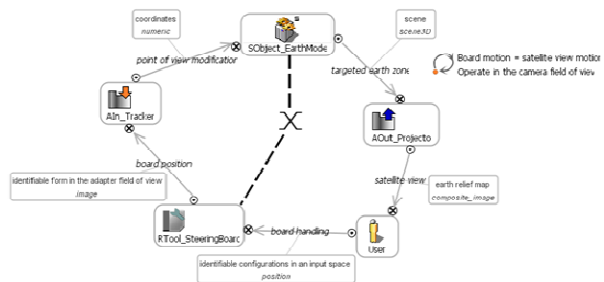 coordinates
numeric
S
SObject_EarthMode
scene
scene3D
point of view modification
targeted earth zone
Board motion = satellite view motion
Operate in the camera field of view
AIn_Tracker
AOut_Projecto
board position
identifiable form in the adapter field of view
image
satellite view
earth relief map
composite_image
RTool_SteeringBoard
board handling
User
identifiable configurations in an input space
position